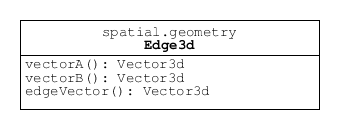 spatial.geometry
Edge3d
vectorA(): Vector3d
vectorB(): Vector3d
edgeVector(): Vector3d